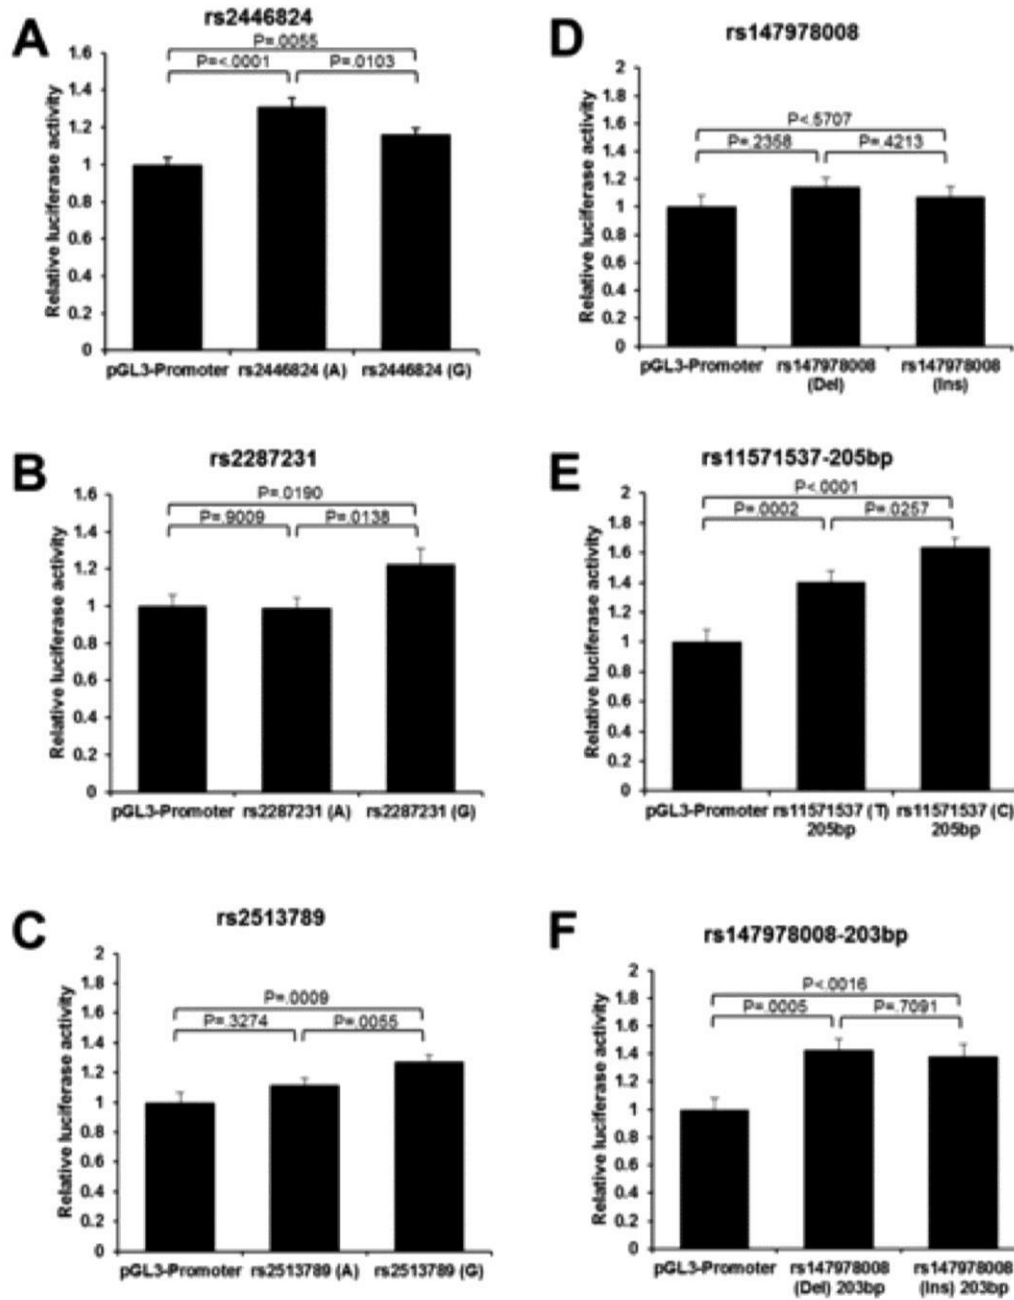 A
rs2446824
P=.0055
P=<.0001
P=.0103
Relative luciferase activity
1.6
1.4
1.2
1
0.8
0.6
0.4
0.2
0
pGL3-Promoter
rs2446824 (A)
rs2446824 (G)
B
rs2287231
P=.0190
P=.9009
P=.0138
Relative luciferase activity
1.6
1.4
1.2
1
0.8
0.6
0.4
0.2
0
pGL3-Promoter
rs2287231 (A)
rs2287231 (G)
C
rs2513789
P=.0009
P=.3274
P=.0055
Relative luciferase activity
2
1.8
1.6
1.4
1.2
1
0.8
0.6
0.4
0.2
0
pGL3-Promoter
rs2513789 (A)
rs2513789 (G)
D
rs147978008
P<.5707
P=.2358
P=.4213
Relative luciferase activity
2
1.8
1.6
1.4
1.2
1
0.8
0.6
0.4
0.2
0
pGL3-Promoter
rs147978008
(Del)
rs147978008
(Ins)
E
rs11571537-205bp
P<.0001
P=.0002
P=.0257
Relative luciferase activity
2
1.8
1.6
1.4
1.2
1
0.8
0.6
0.4
0.2
0
pGL3-Promoter
rs11571537 (T)
205bp
rs11571537 (C)
205bp
F
rs147978008-203bp
P<.0016
P=.0005
P=.7091
Relative luciferase activity
2
1.8
1.6
1.4
1.2
1
0.8
0.6
0.4
0.2
0
pGL3-Promoter
rs147978008
(Del) 203bp
rs147978008
(Ins) 203bp